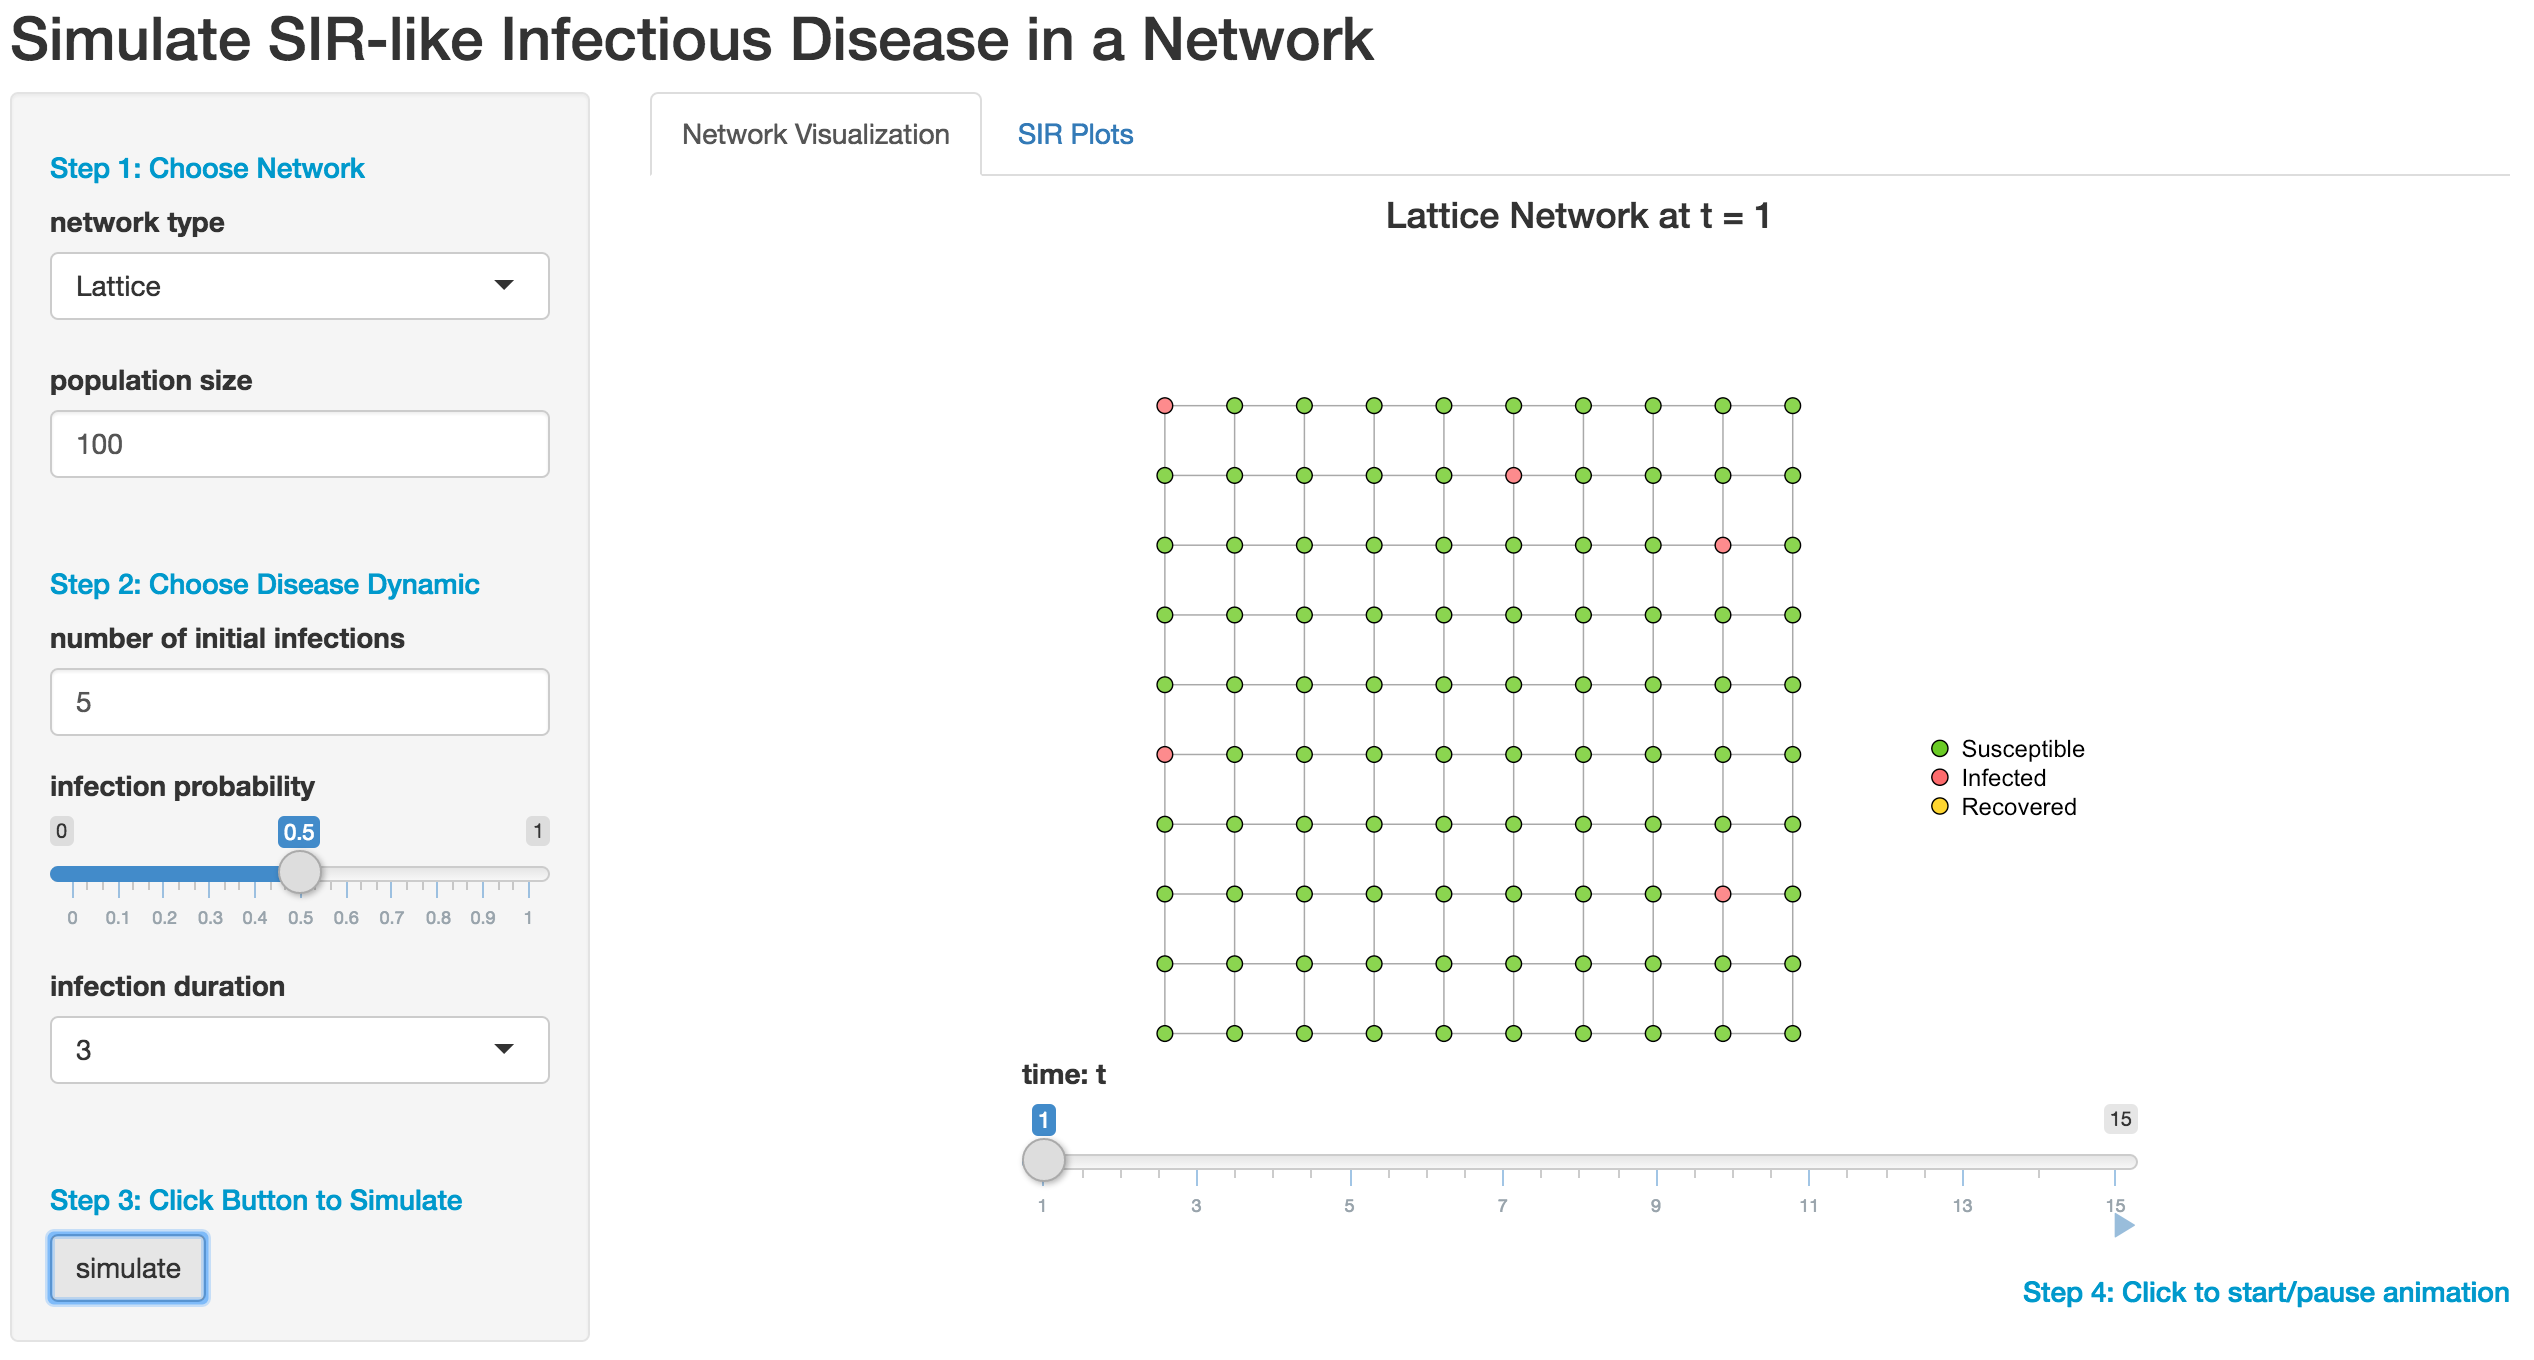 Simulate SIR-like Infectious Disease in a Network
Step 1: Choose Network
network type
Lattice
population size
100
Step 2: Choose Disease Dynamic
number of initial infections
5
infection probability
0 0.5 1
0 0.1 0.2 0.3 0.4 0.5 0.6 0.7 0.8 0.9 1
infection duration
3
Step 3: Click Button to Simulate
simulate
Network Visualization SIR Plots
Lattice Network at t = 1
Susceptible
Infected
Recovered
time: t
1 15
1 3 5 7 9 11 13 15
Step 4: Click to start/pause animation